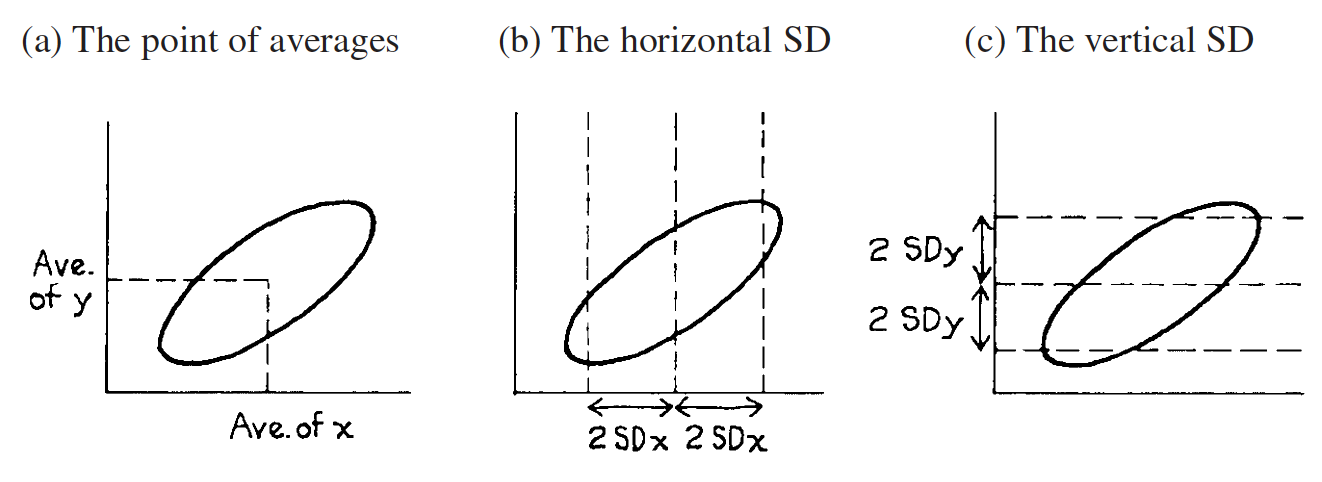 (a) The point of averages
(b) The horizontal SD
(c) The vertical SD
Ave.
of y
Ave. of x
2 SDx 2 SDx
2 SDy
2 SDy